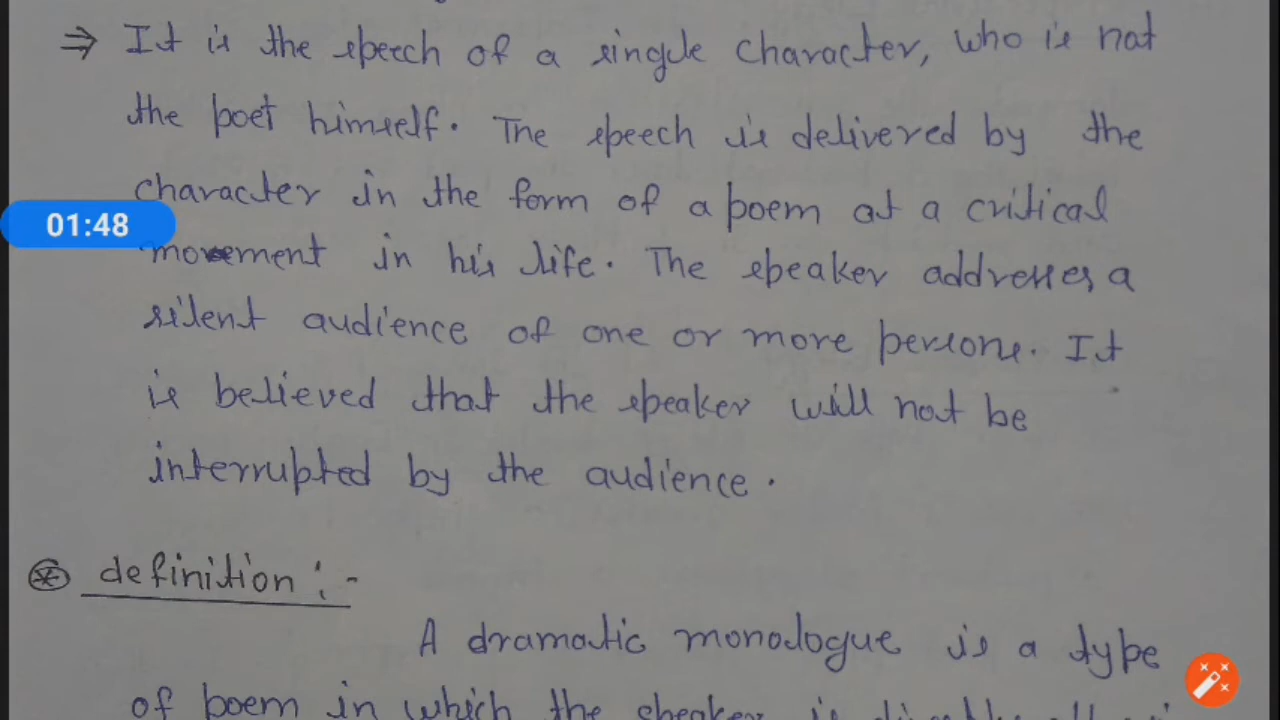 ⇒ It is the speech of a single character, who is not
the poet himself. The speech is delivered by the
character in the form of a poem at a critical
01:48
movement in his life. The speaker addresses a
silent audience of one or more persons. It
is believed that the speaker will not be
interrupted by the audience.
definition :-
A dramatic monologue is a type
of poem in which the speaker is directly